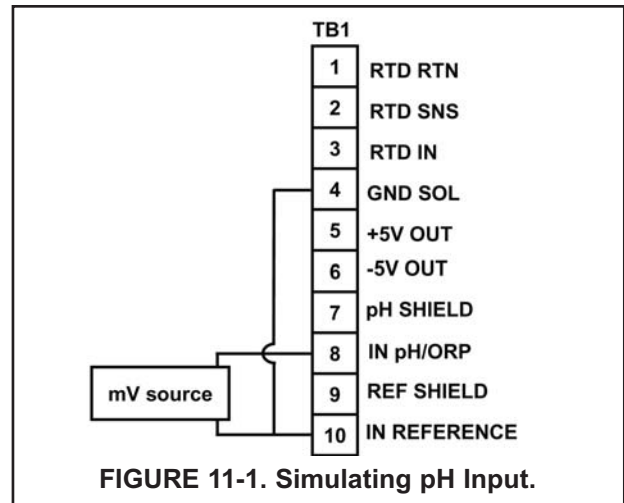 TB1
1 RTD RTN
2 RTD SNS
3 RTD IN
4 GND SOL
5 +5V OUT
6 -5V OUT
7 pH SHIELD
8 IN pH/ORP
mV source
9 REF SHIELD
10 IN REFERENCE
FIGURE 11-1. Simulating pH Input.